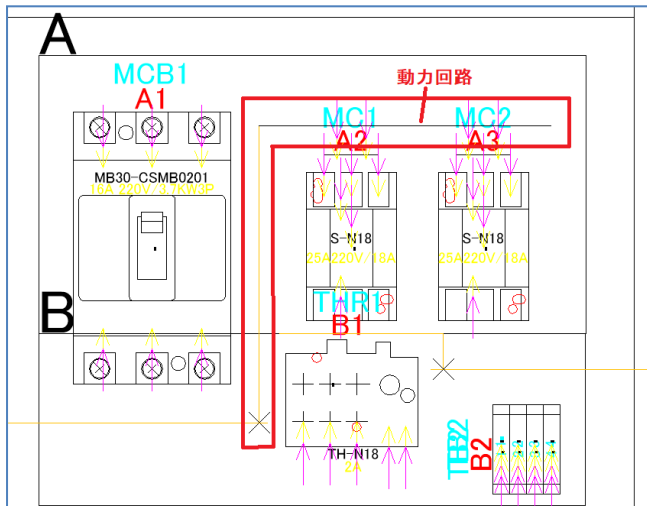 A
MCB1
A1
動力回路
MC1
A2
MC2
A3
MB30-CSMB0201
16A 220V/3.7KW3P
S-N18
25A220V/18A
S-N18
25A220V/18A
B
THR1
B1
TH-N18
2A
B2